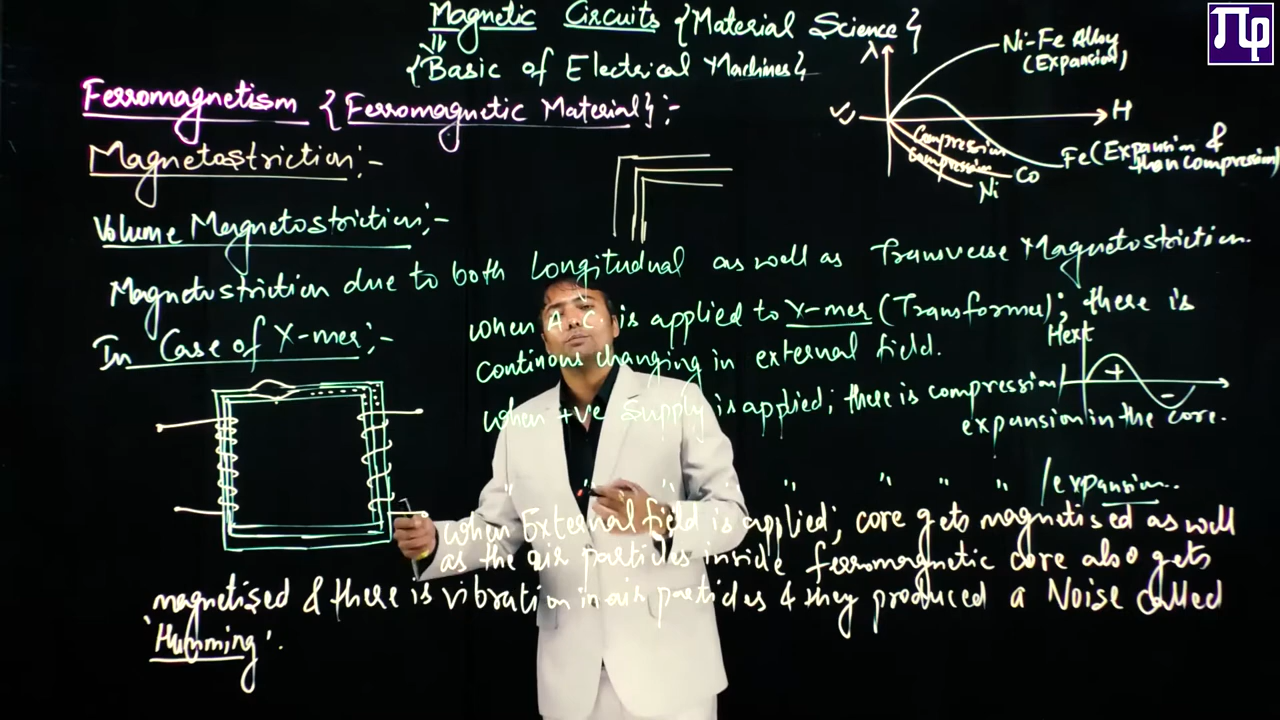 Magnetic Circuits {Material Science}
{Basic of Electrical Machines}
Πφ
Ferromagnetism {Ferromagnetic Material}:-
λ
Ni-Fe Alloy
(Expansion)
H
Compression
Compression
Fe (Expansion &
then compression)
Co
Ni
Magnetostriction:-
Volume Magnetostriction:-
Magnetostriction due to both Longitudual as well as Transverse Magnetostriction.
In Case of X-mer:-
when A.C. is applied to X-mer (Transformer); there is
continous changing in external field.
Hext
+
-
when +ve supply is applied; there is compression/
expansion in the core.
" " " " " " /expansion..
when External field is applied; core gets magnetised as well
as the air particles inside ferromagnetic core also gets
magnetised & there is vibration in air particles & they produced a Noise called
'Humming'.